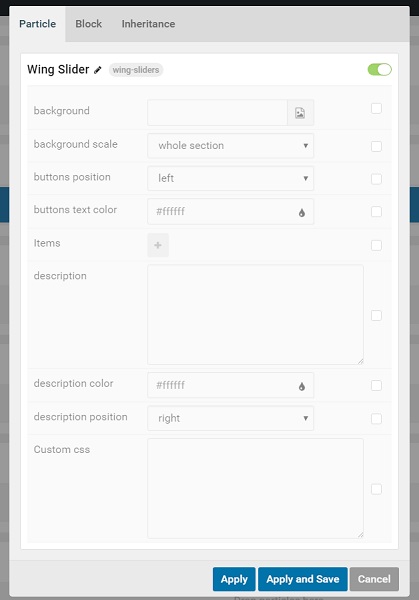 Particle Block Inheritance
Wing Slider wing-sliders
background
background scale whole section
buttons position left
buttons text color #ffffff
Items +
description
description color #ffffff
description position right
Custom css
Apply Apply and Save Cancel